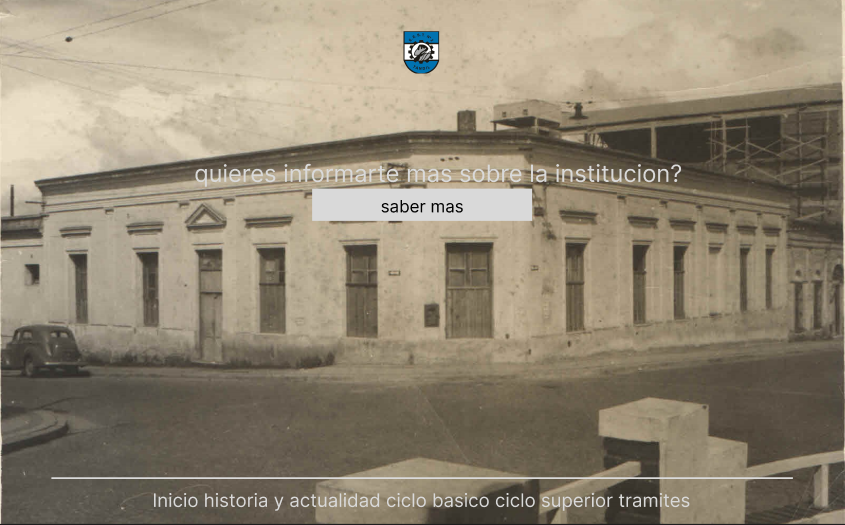 quieres informarte mas sobre la institucion?
saber mas
Inicio historia y actualidad ciclo basico ciclo superior tramites